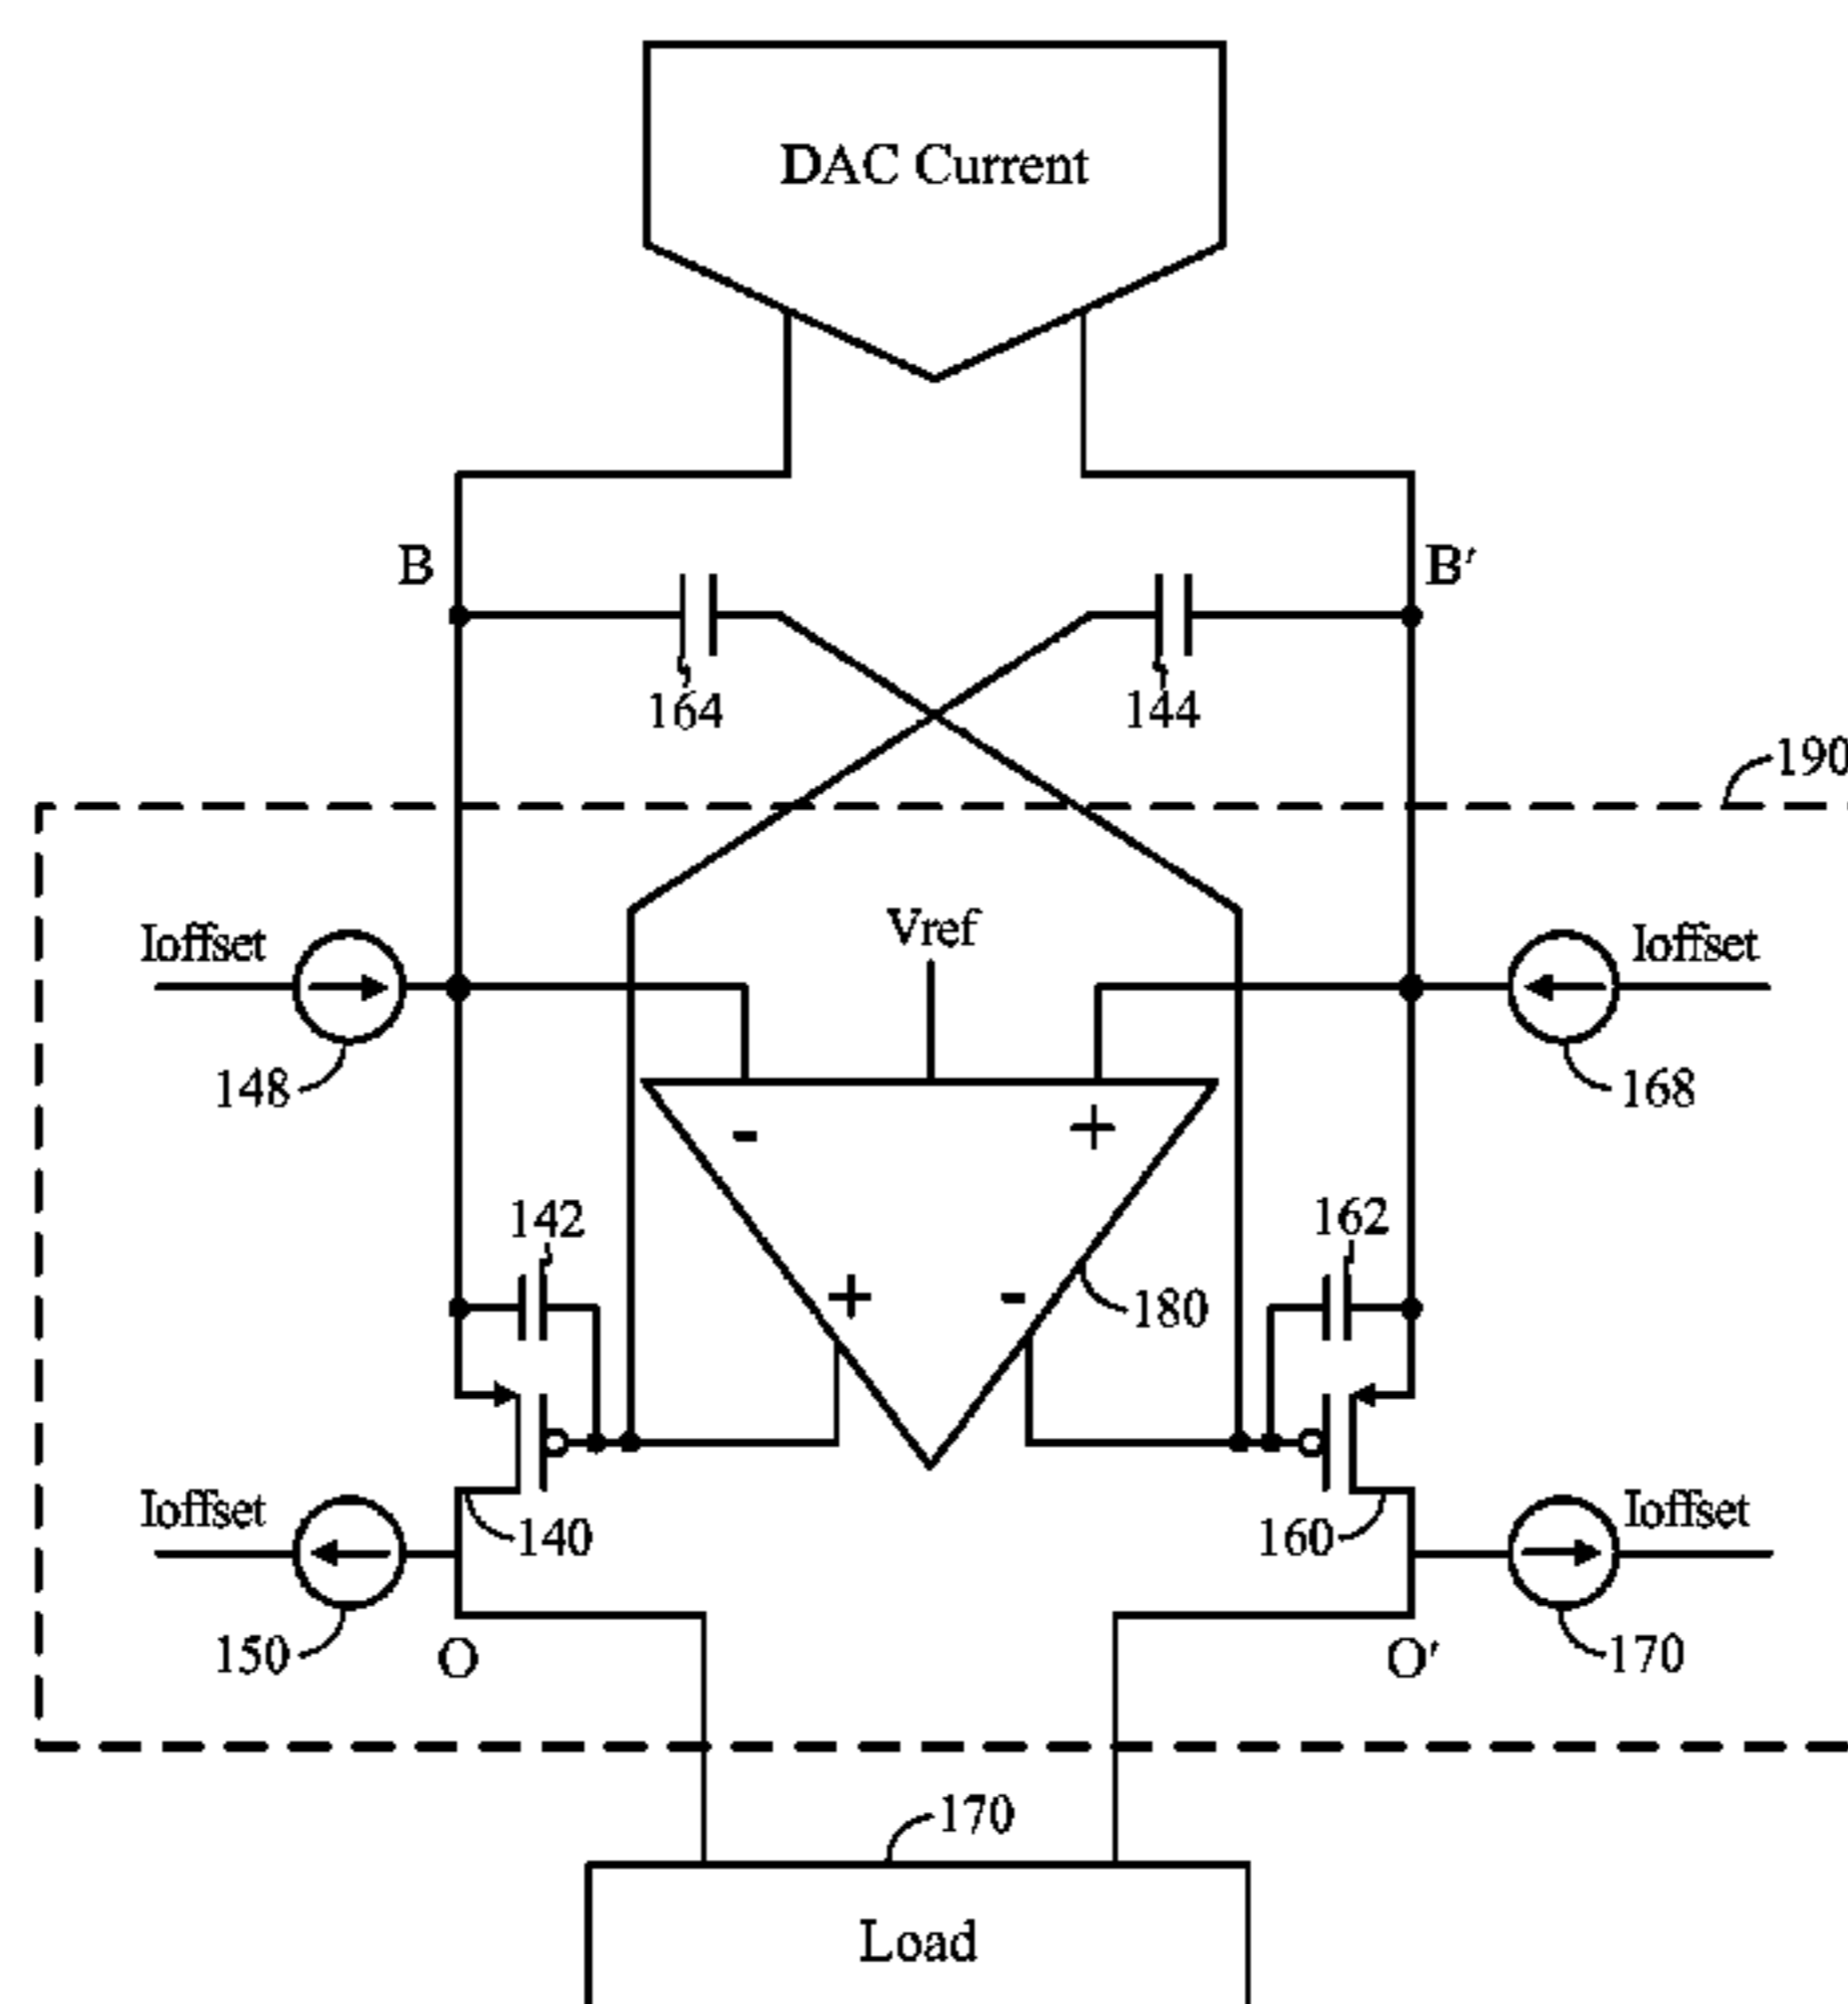 DAC Current
B
B′
164
144
190
Ioffset
Vref
Ioffset
148
168
-
+
142
162
+
-
180
Ioffset
140
160
Ioffset
150
O
O′
170
170
Load